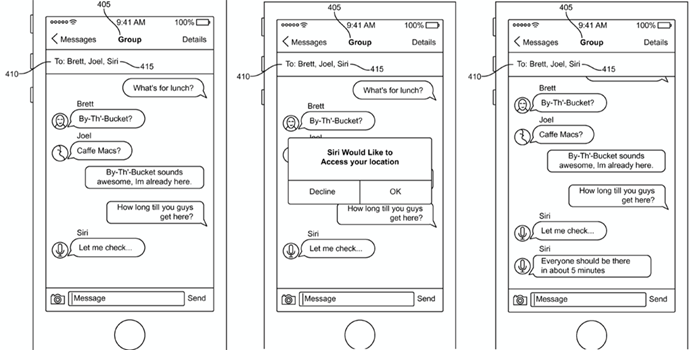 405
9:41 AM 100%
Messages Group Details
410
To: Brett, Joel, Siri
415
What's for lunch?
Brett
By-Th'-Bucket?
Joel
Caffe Macs?
By-Th'-Bucket sounds
awesome, Im already here.
How long till you guys
get here?
Siri
Let me check...
Message Send
405
9:41 AM 100%
Messages Group Details
410
To: Brett, Joel, Siri
415
What's for lunch?
Brett
By-Th'-Bucket?
Joel
Siri Would Like to
Access your location
Decline OK
How long till you guys
get here?
Siri
Let me check...
Message Send
405
9:41 AM 100%
Messages Group Details
410
To: Brett, Joel, Siri
415
Brett
By-Th'-Bucket?
Joel
Caffe Macs?
By-Th'-Bucket sounds
awesome, Im already here.
How long till you guys
get here?
Siri
Let me check...
Siri
Everyone should be there
in about 5 minutes
Message Send